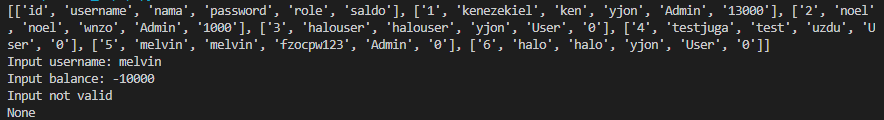 [['id', 'username', 'nama', 'password', 'role', 'saldo'], ['1', 'kenezekiel', 'ken', 'yjon', 'Admin', '13000'], ['2', 'noel'
, 'noel', 'wnzo', 'Admin', '1000'], ['3', 'halouser', 'halouser', 'yjon', 'User', '0'], ['4', 'testjuga', 'test', 'uzdu', 'U
ser', '0'], ['5', 'melvin', 'melvin', 'fzocpw123', 'Admin', '0'], ['6', 'halo', 'halo', 'yjon', 'User', '0']]
Input username: melvin
Input balance: -10000
Input not valid
None